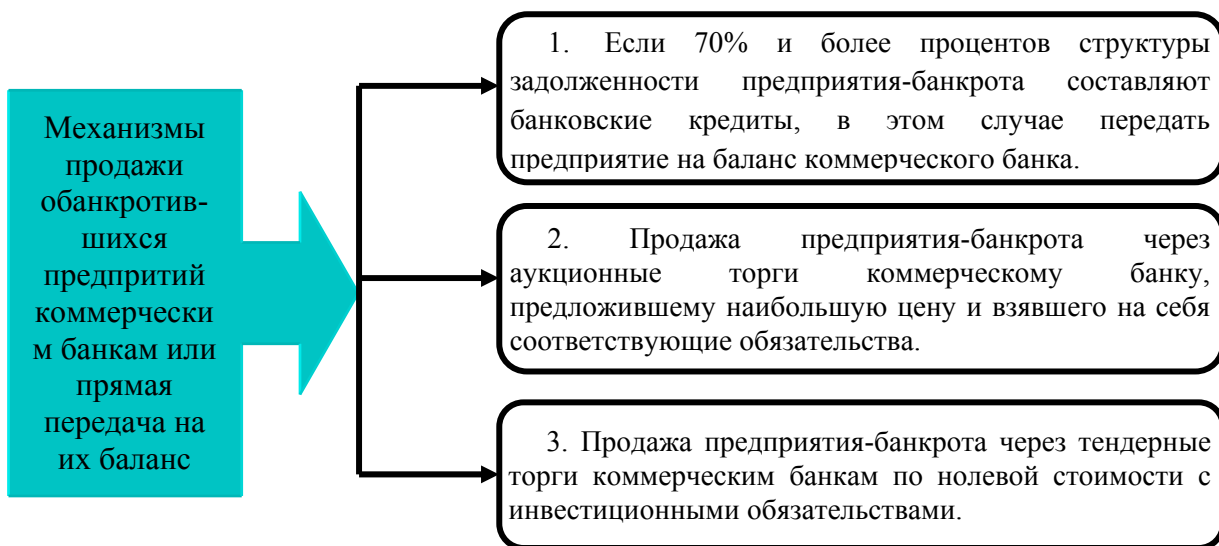 Механизмы
продажи
обанкротив-
шихся
предпритий
коммерчески
м банкам или
прямая
передача на
их баланс
1. Если 70% и более процентов структуры
задолженности предприятия-банкрота составляют
банковские кредиты, в этом случае передать
предприятие на баланс коммерческого банка.
2. Продажа предприятия-банкрота через
аукционные торги коммерческому банку,
предложившему наибольшую цену и взявшего на себя
соответствующие обязательства.
3. Продажа предприятия-банкрота через тендерные
торги коммерческим банкам по нолевой стоимости с
инвестиционными обязательствами.